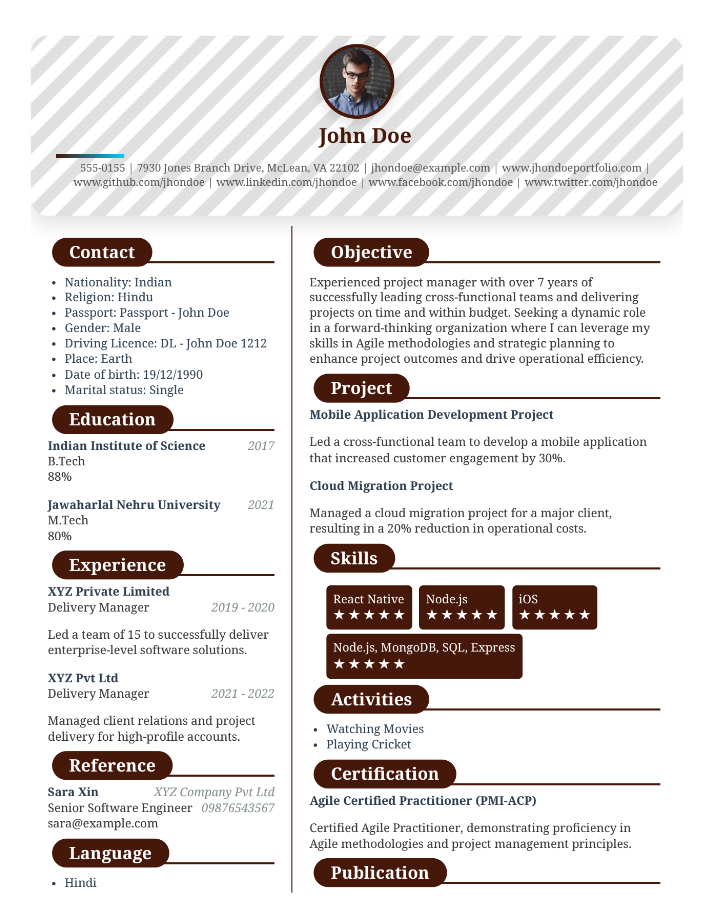 John Doe
555-0155 | 7930 Jones Branch Drive, McLean, VA 22102 | jhondoe@example.com | www.jhondoeportfolio.com |
www.github.com/jhondoe | www.linkedin.com/jhondoe | www.facebook.com/jhondoe | www.twitter.com/jhondoe
Contact
• Nationality: Indian
• Religion: Hindu
• Passport: Passport - John Doe
• Gender: Male
• Driving Licence: DL - John Doe 1212
• Place: Earth
• Date of birth: 19/12/1990
• Marital status: Single
Education
Indian Institute of Science 2017
B.Tech
88%
Jawaharlal Nehru University 2021
M.Tech
80%
Experience
XYZ Private Limited
Delivery Manager 2019 - 2020
Led a team of 15 to successfully deliver
enterprise-level software solutions.
XYZ Pvt Ltd
Delivery Manager 2021 - 2022
Managed client relations and project
delivery for high-profile accounts.
Reference
Sara Xin XYZ Company Pvt Ltd
Senior Software Engineer 09876543567
sara@example.com
Language
• Hindi
Objective
Experienced project manager with over 7 years of
successfully leading cross-functional teams and delivering
projects on time and within budget. Seeking a dynamic role
in a forward-thinking organization where I can leverage my
skills in Agile methodologies and strategic planning to
enhance project outcomes and drive operational efficiency.
Project
Mobile Application Development Project
Led a cross-functional team to develop a mobile application
that increased customer engagement by 30%.
Cloud Migration Project
Managed a cloud migration project for a major client,
resulting in a 20% reduction in operational costs.
Skills
React Native Node.js iOS
★★★★★ ★★★★★ ★★★★★
Node.js, MongoDB, SQL, Express
★★★★★
Activities
• Watching Movies
• Playing Cricket
Certification
Agile Certified Practitioner (PMI-ACP)
Certified Agile Practitioner, demonstrating proficiency in
Agile methodologies and project management principles.
Publication